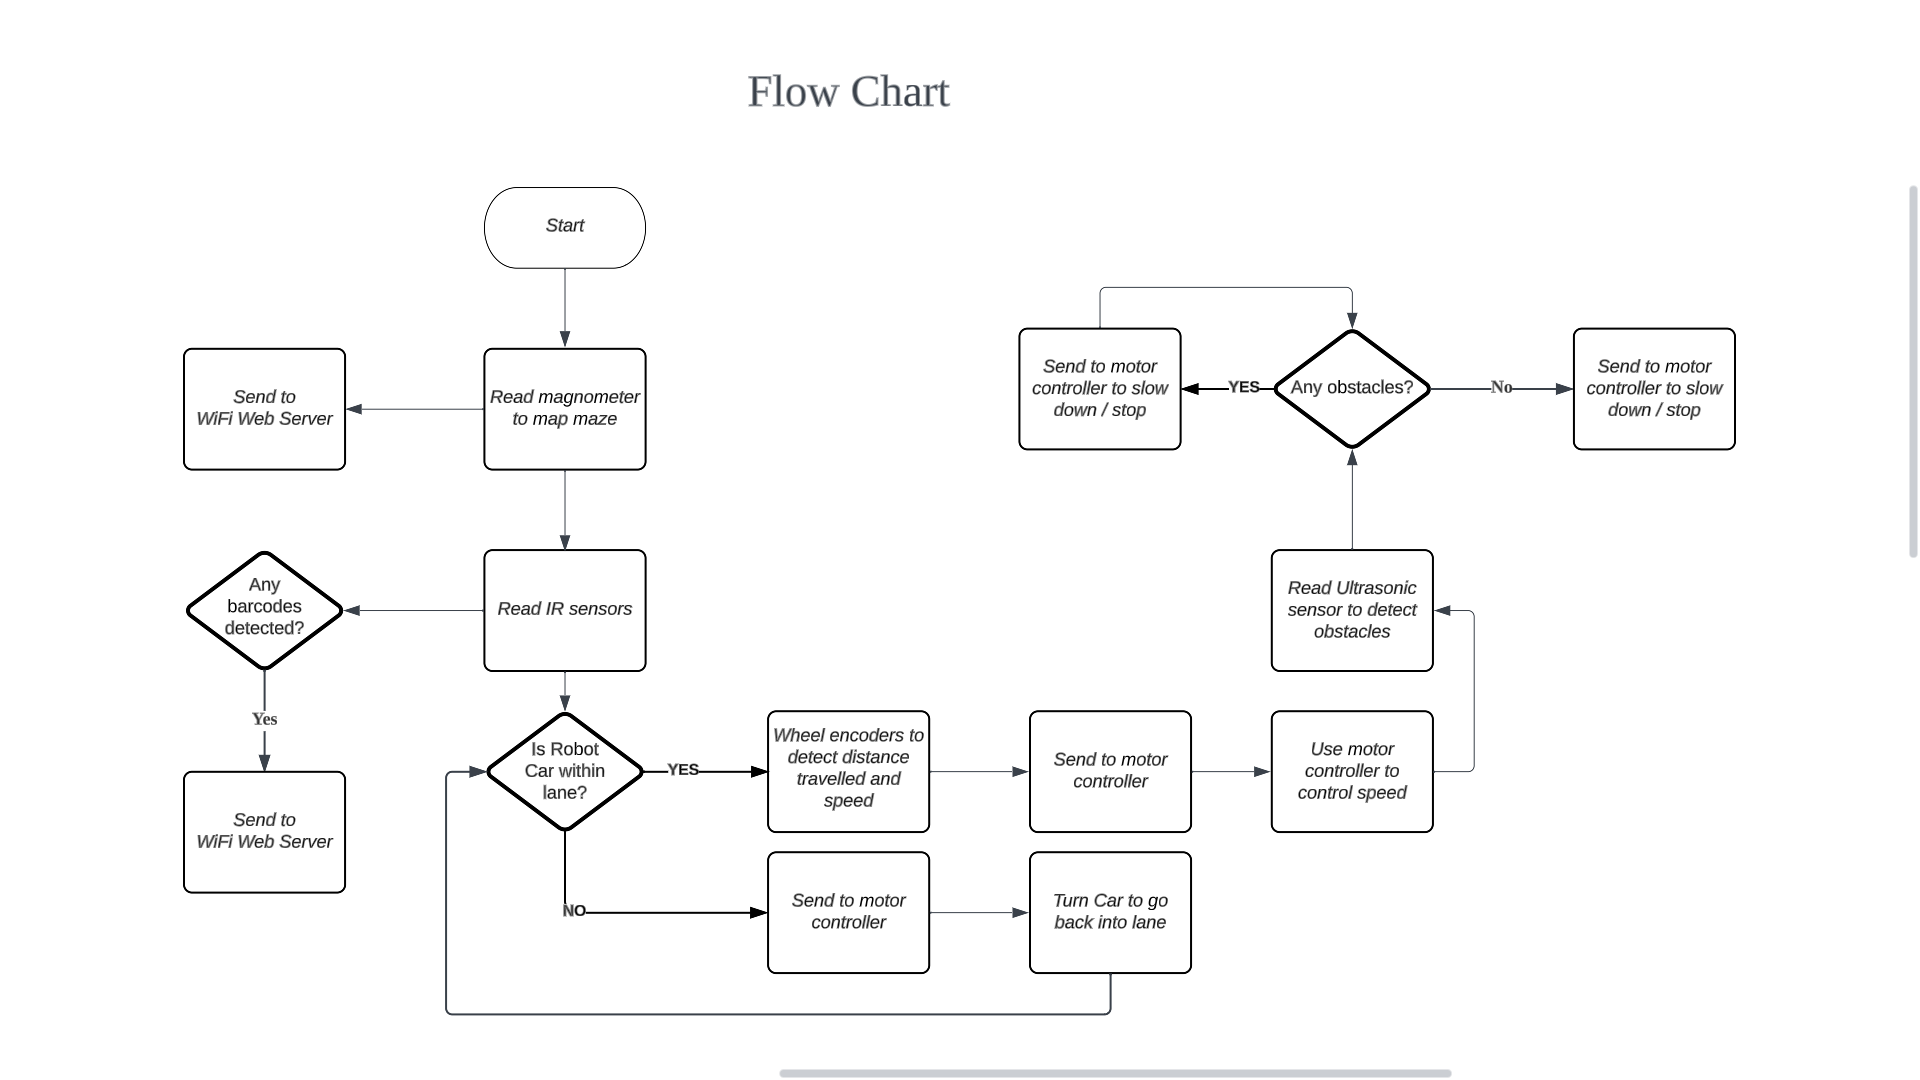 Flow Chart
Start
Send to
WiFi Web Server
Read magnometer
to map maze
Send to motor
controller to slow
down / stop
YES
Any obstacles?
No
Send to motor
controller to slow
down / stop
Any
barcodes
detected?
Read IR sensors
Read Ultrasonic
sensor to detect
obstacles
Yes
Send to
WiFi Web Server
Is Robot
Car within
lane?
YES
Wheel encoders to
detect distance
travelled and
speed
Send to motor
controller
Use motor
controller to
control speed
NO
Send to motor
controller
Turn Car to go
back into lane